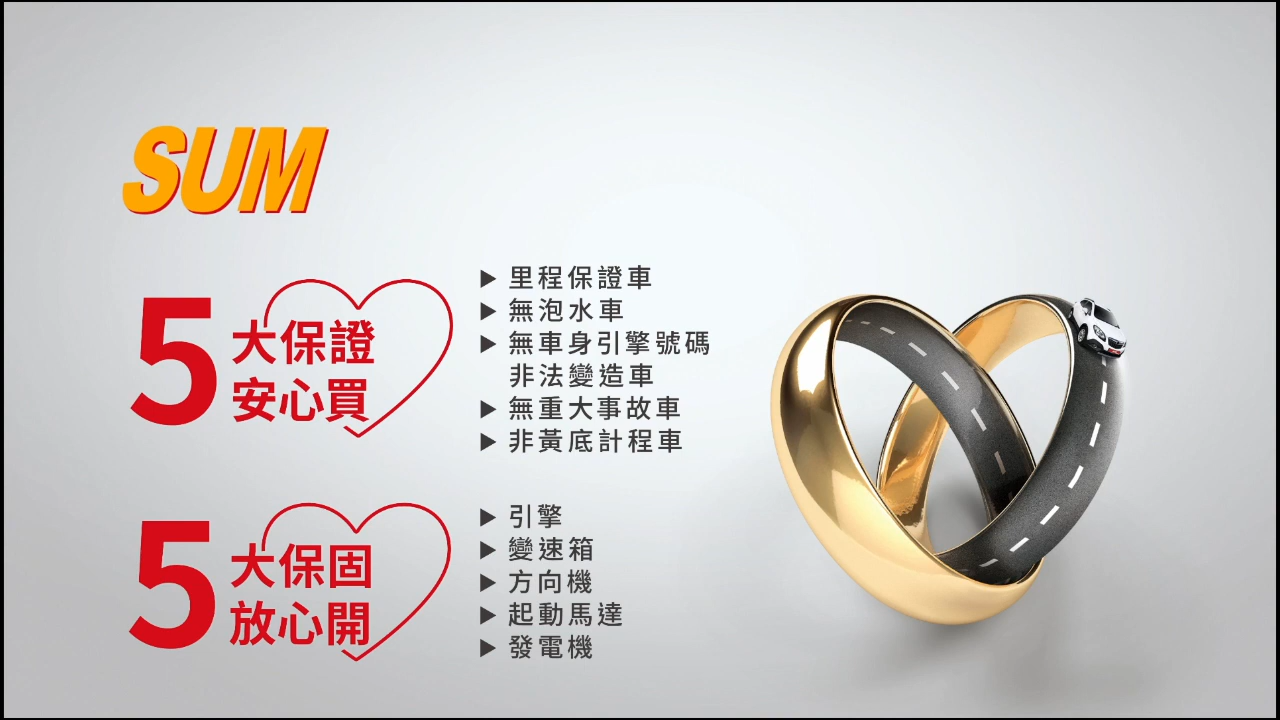 SUM
5大保證
安心買
▶ 里程保證車
▶ 無泡水車
▶ 無車身引擎號碼
非法變造車
▶ 無重大事故車
▶ 非黃底計程車
5大保固
放心開
▶ 引擎
▶ 變速箱
▶ 方向機
▶ 起動馬達
▶ 發電機